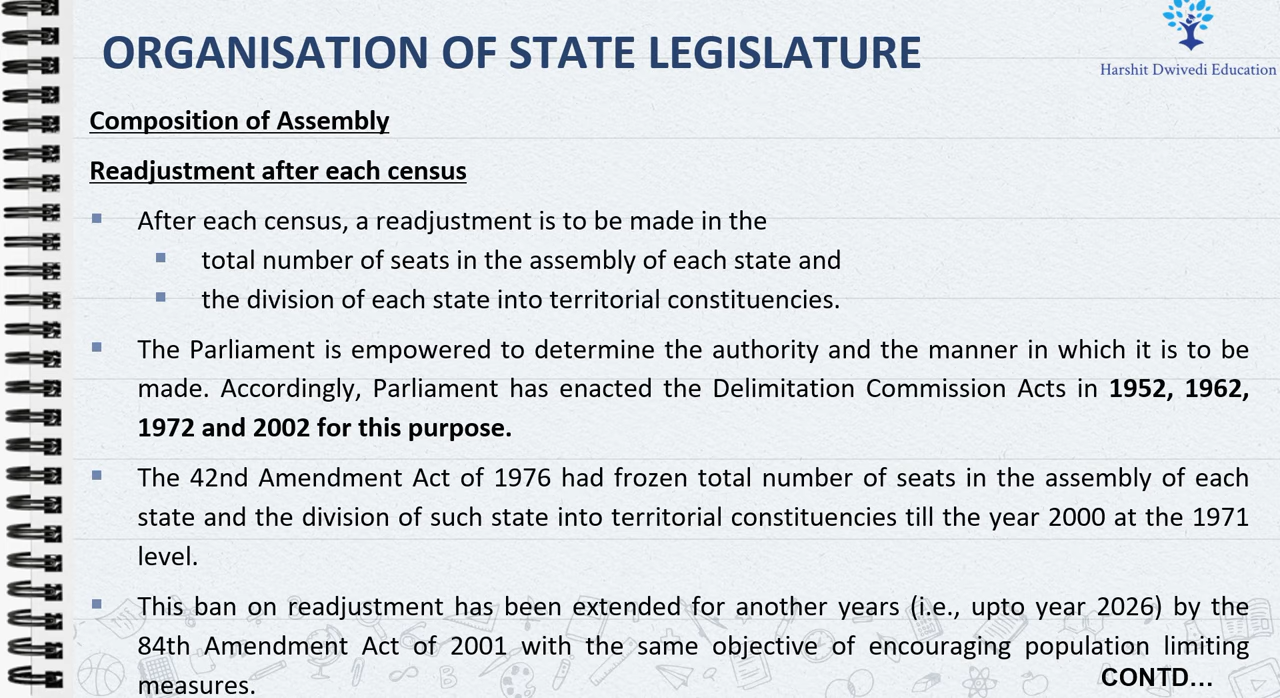 ORGANISATION OF STATE LEGISLATURE
Harshit Dwivedi Education
Composition of Assembly
Readjustment after each census
After each census, a readjustment is to be made in the
total number of seats in the assembly of each state and
the division of each state into territorial constituencies.
The Parliament is empowered to determine the authority and the manner in which it is to be
made. Accordingly, Parliament has enacted the Delimitation Commission Acts in 1952, 1962,
1972 and 2002 for this purpose.
The 42nd Amendment Act of 1976 had frozen total number of seats in the assembly of each
state and the division of such state into territorial constituencies till the year 2000 at the 1971
level.
This ban on readjustment has been extended for another years (i.e., upto year 2026) by the
84th Amendment Act of 2001 with the same objective of encouraging population limiting
measures.
CONTD...